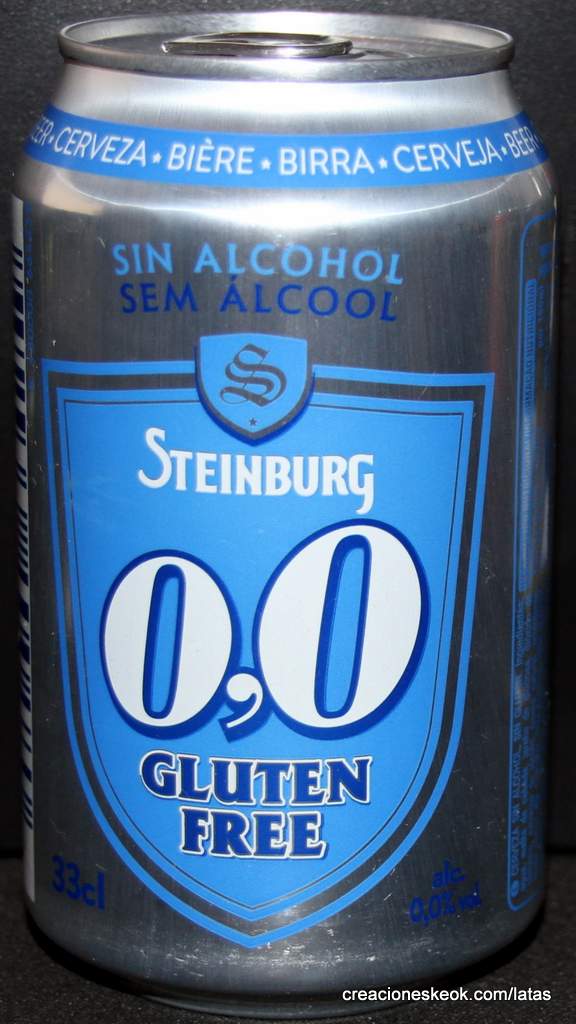 CERVEZA ★ BIÈRE ★ BIRRA ★ CERVEJA ★ BEER
SIN ALCOHOL
SEM ÁLCOOL
S
STEINBURG
0,0
GLUTEN
FREE
33cl
alc.
0,0% vol.
creacioneskeok.com/latas